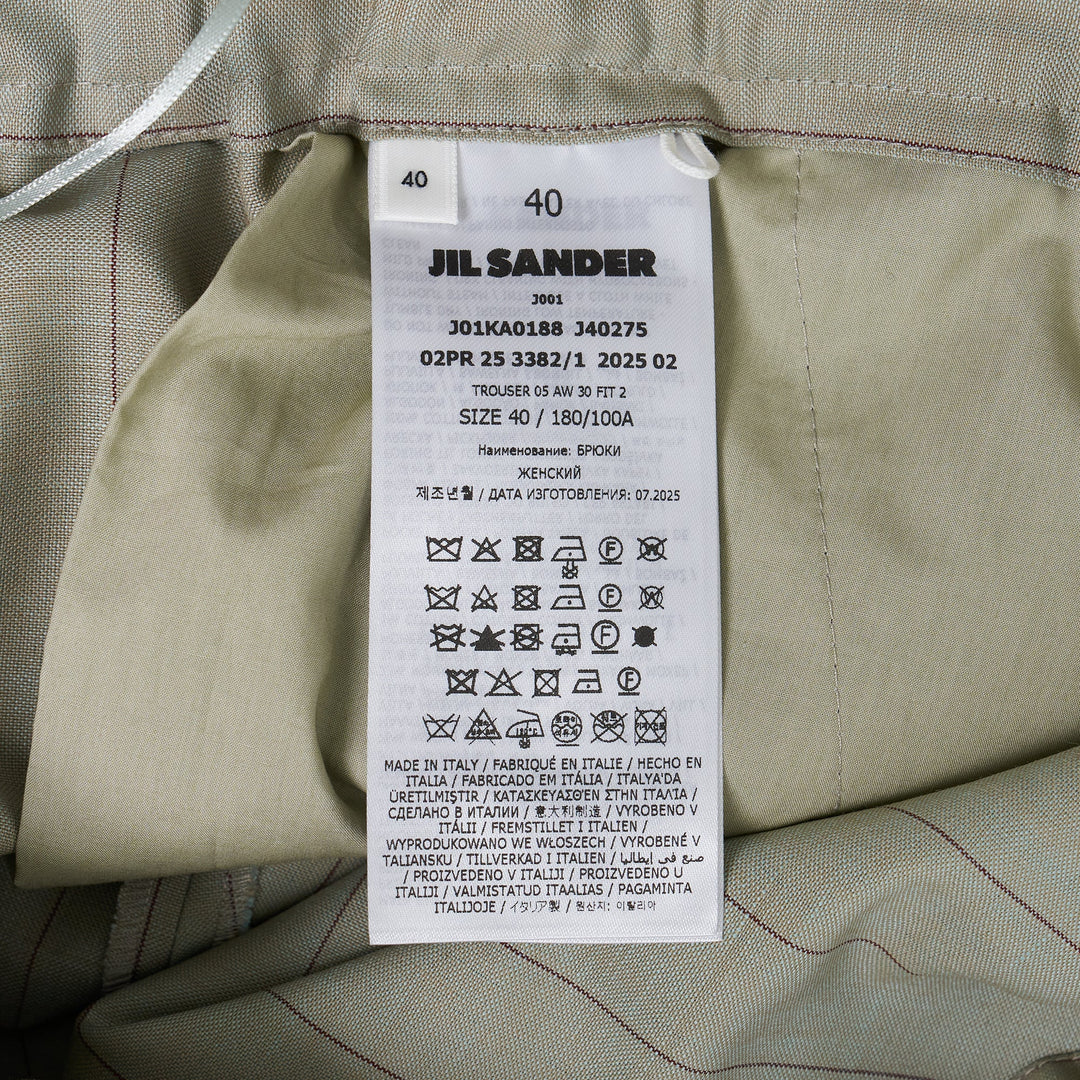 40
40
JIL SANDER
J001
J01KA0188 J40275
02PR 25 3382/1 2025 02
TROUSER 05 AW 30 FIT 2
SIZE 40 / 180/100A
Наименование: БРЮКИ
ЖЕНСКИЙ
제조년월 / ДАТА ИЗГОТОВЛЕНИЯ: 07.2025
MADE IN ITALY / FABRIQUÉ EN ITALIE / HECHO EN
ITALIA / FABRICADO EM ITÁLIA / ITALYA'DA
ÜRETILMIŞTIR / ΚΑΤΑΣΚΕΥΑΣΘ'ΕΝ ΣΤΗΝ ΙΤΑΛΙΑ /
СДЕЛАНО В ИТАЛИИ / 意大利制造 / VYROBENO V
ITÁLII / FREMSTILLET I ITALIEN /
WYPRODUKOWANO WE WŁOSZECH / VYROBENÉ V
TALIANSKU / TILLVERKAD I ITALIEN / صنع في إيطاليا
/ PROIZVEDENO V ITALIJI / PROIZVEDENO U
ITALIJI / VALMISTATUD ITAALIAS / PAGAMINTA
ITALIJOJE / イタリア製 / 원산지: 이탈리아